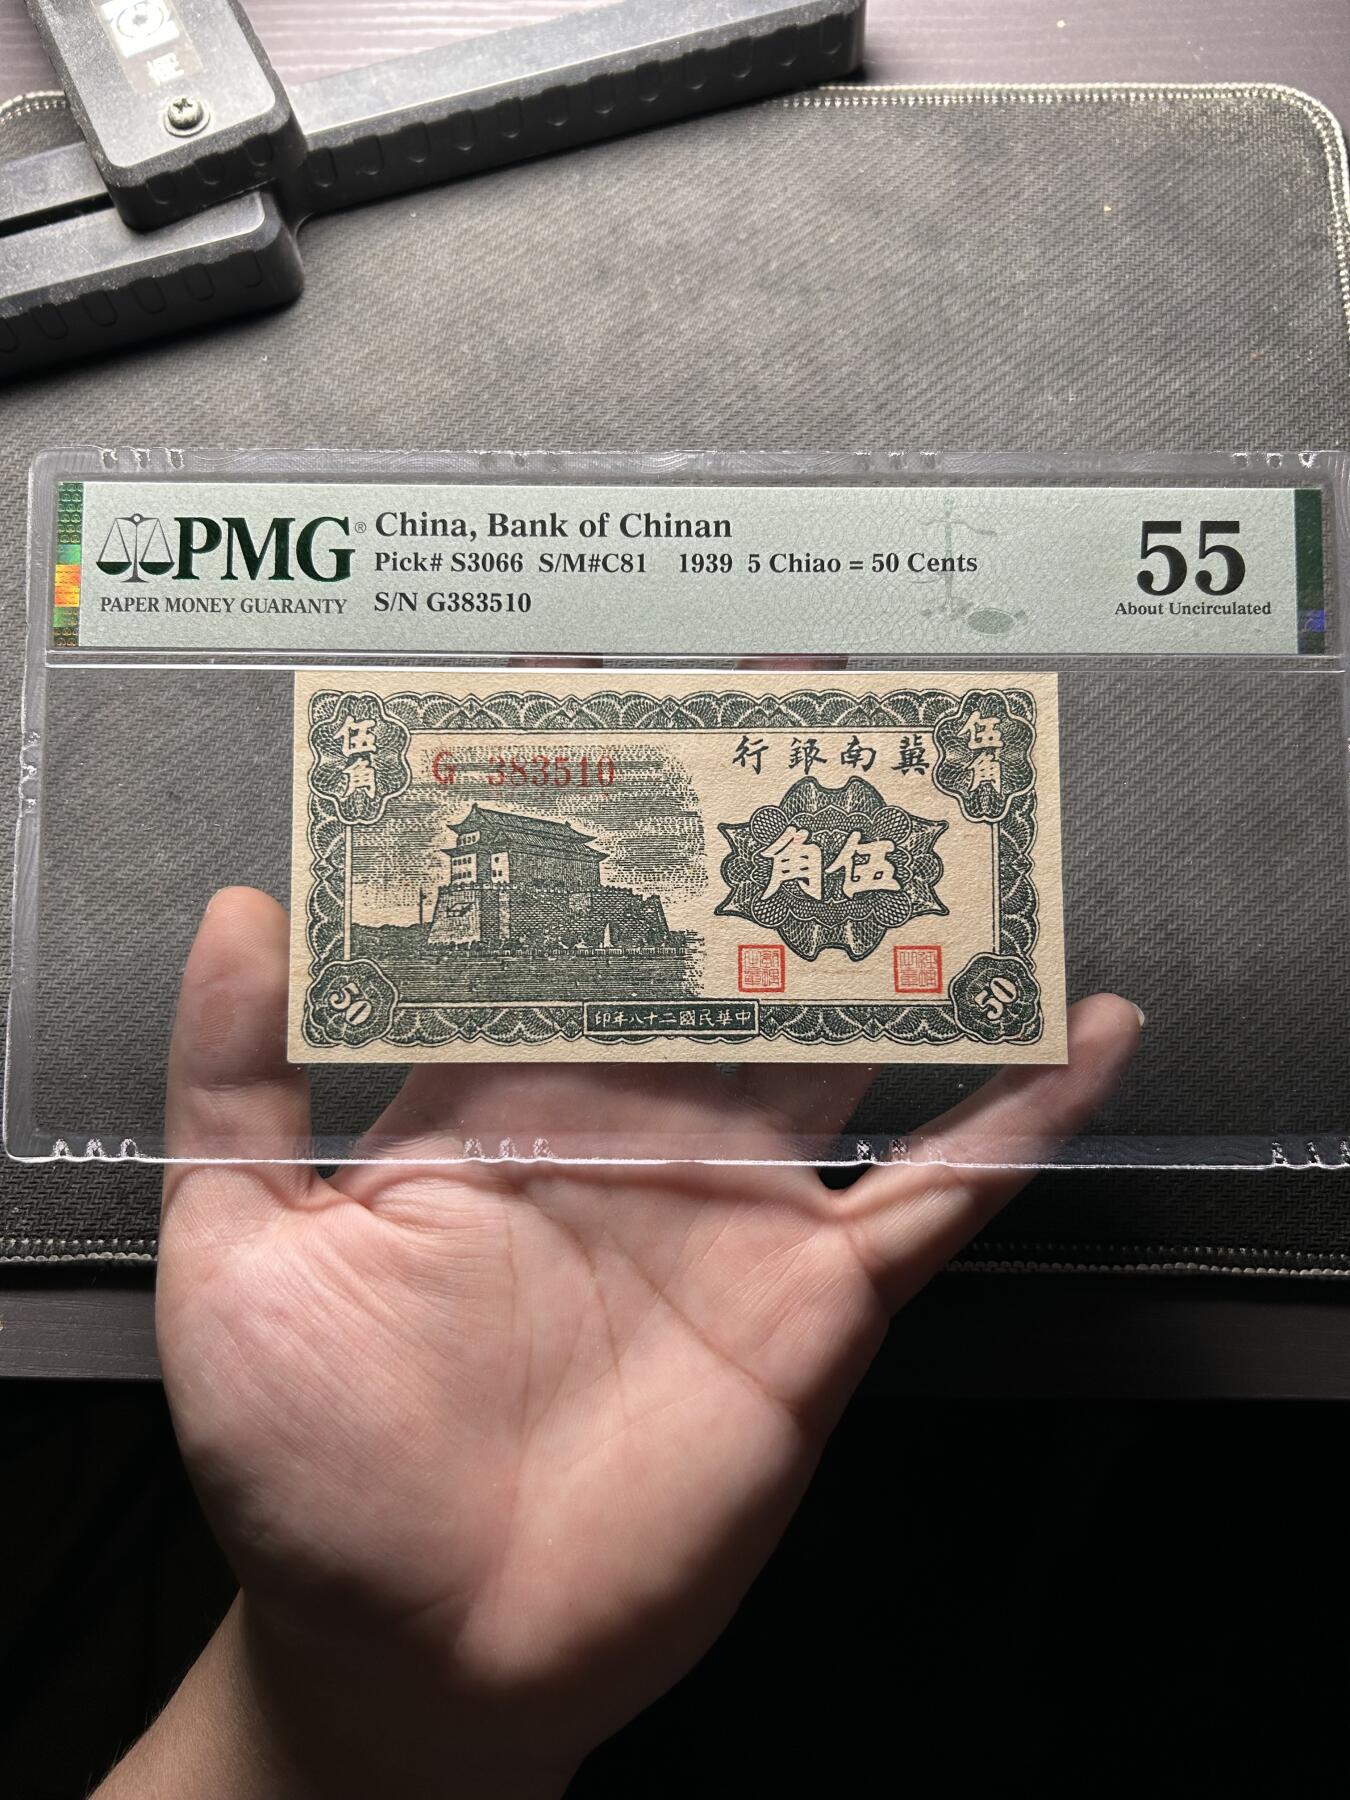 PMG®
PAPER MONEY GUARANTY
China, Bank of Chinan
Pick# S3066 S/M#C81 1939 5 Chiao = 50 Cents
S/N G383510
55
About Uncirculated
伍角
伍角
G 383510
行銀南冀
角伍
50
50
印年八十二國民華中